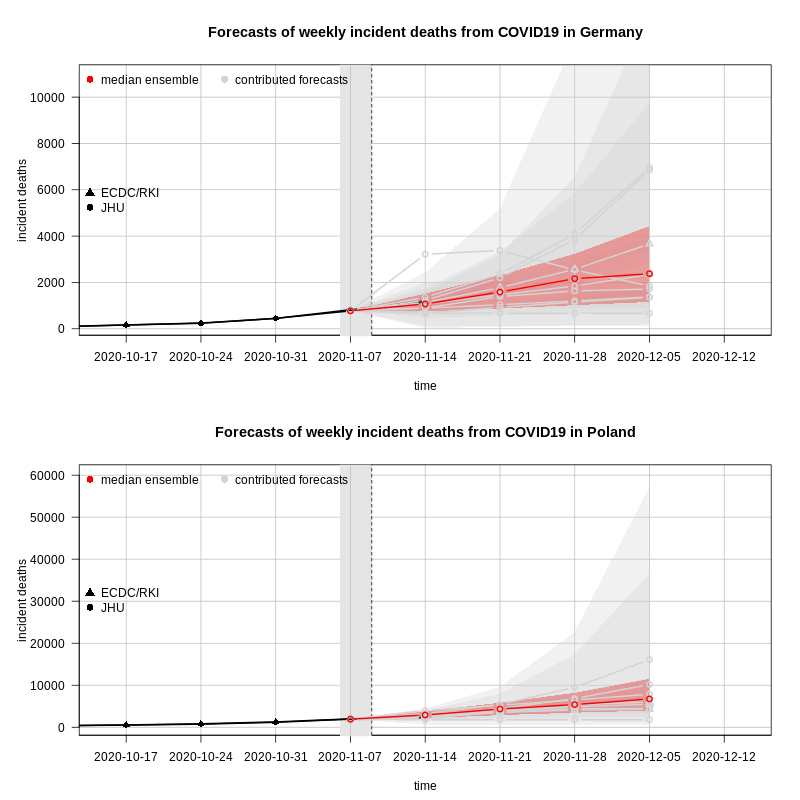 Forecasts of weekly incident deaths from COVID19 in Germany
median ensemble contributed forecasts
10000
8000
6000
4000
2000
0
incident deaths
ECDC/RKI
JHU
2020-10-17 2020-10-24 2020-10-31 2020-11-07 2020-11-14 2020-11-21 2020-11-28 2020-12-05 2020-12-12
time
Forecasts of weekly incident deaths from COVID19 in Poland
median ensemble contributed forecasts
60000
50000
40000
30000
20000
10000
0
incident deaths
ECDC/RKI
JHU
2020-10-17 2020-10-24 2020-10-31 2020-11-07 2020-11-14 2020-11-21 2020-11-28 2020-12-05 2020-12-12
time